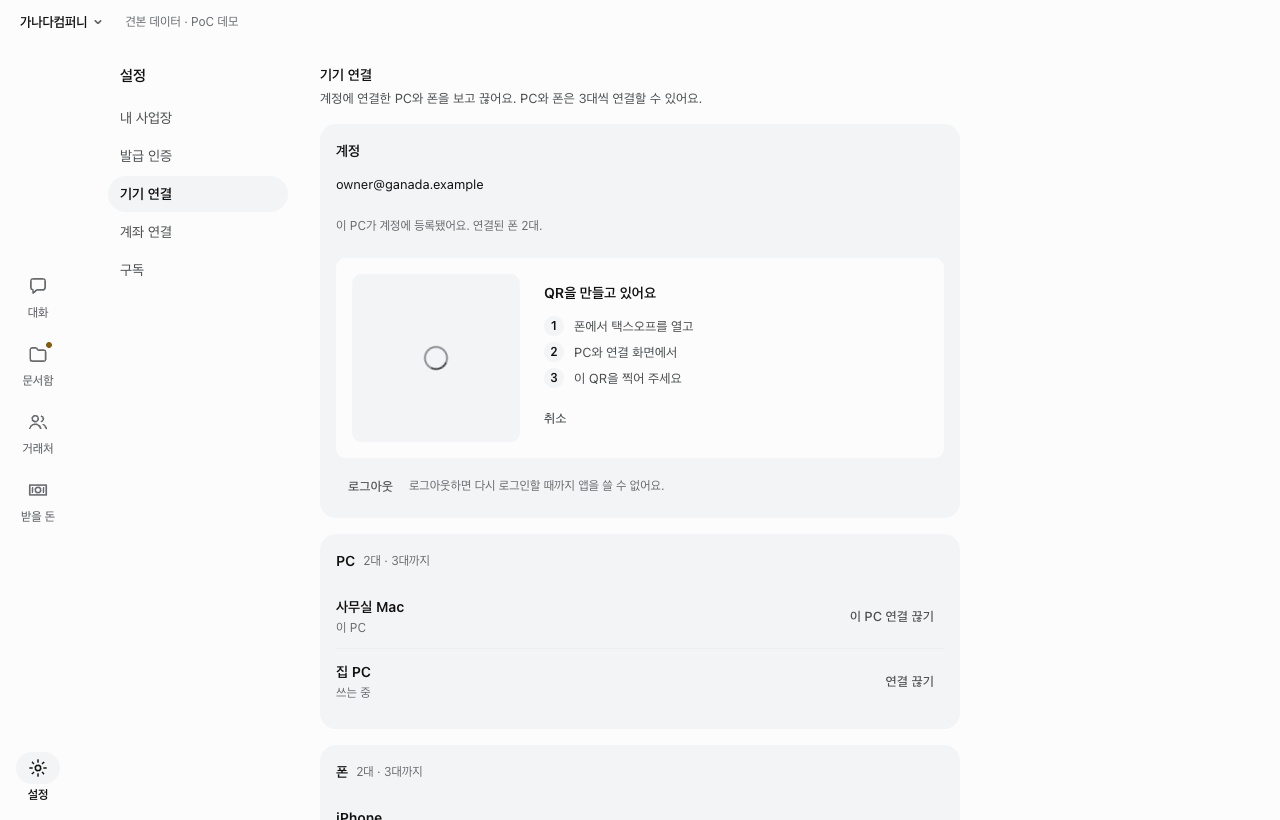 가나다컴퍼니
견본 데이터 · PoC 데모
설정
내 사업장
발급 인증
기기 연결
계좌 연결
구독
대화
문서함
거래처
받을 돈
설정
기기 연결
계정에 연결한 PC와 폰을 보고 끊어요. PC와 폰은 3대씩 연결할 수 있어요.
계정
owner@ganada.example
이 PC가 계정에 등록됐어요. 연결된 폰 2대.
QR을 만들고 있어요
1 폰에서 택스오프를 열고
2 PC와 연결 화면에서
3 이 QR을 찍어 주세요
취소
로그아웃 로그아웃하면 다시 로그인할 때까지 앱을 쓸 수 없어요.
PC 2대 · 3대까지
사무실 Mac
이 PC
이 PC 연결 끊기
집 PC
쓰는 중
연결 끊기
폰 2대 · 3대까지
iPhone